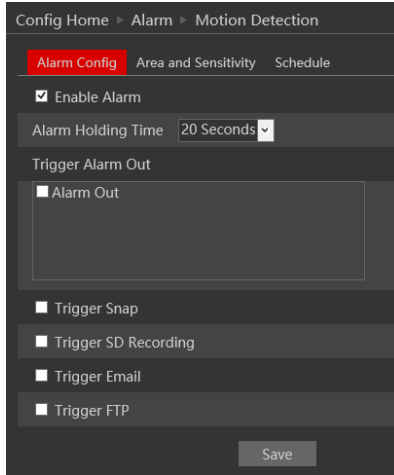 Config Home ▸ Alarm ▸ Motion Detection
Alarm Config Area and Sensitivity Schedule
Enable Alarm
Alarm Holding Time 20 Seconds
Trigger Alarm Out
Alarm Out
Trigger Snap
Trigger SD Recording
Trigger Email
Trigger FTP
Save